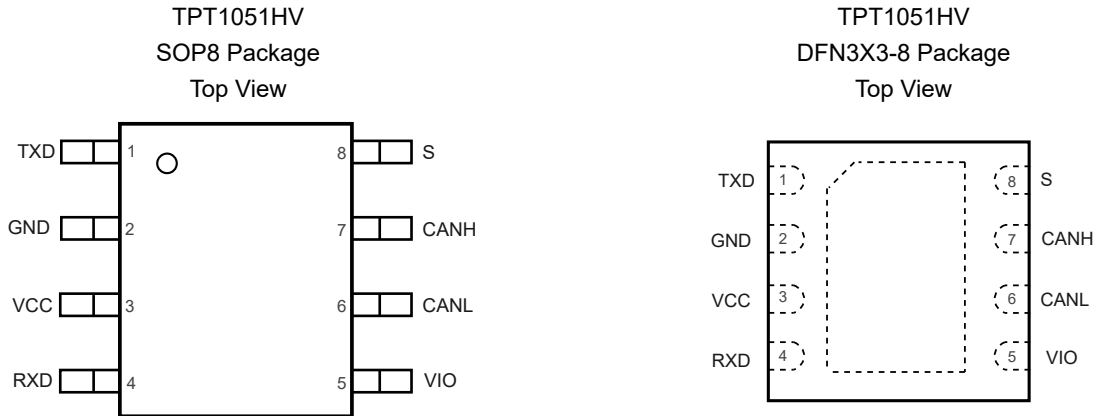 TPT1051HV
SOP8 Package
Top View
TXD 1 8 S
GND 2 7 CANH
VCC 3 6 CANL
RXD 4 5 VIO
TPT1051HV
DFN3X3-8 Package
Top View
TXD 1 8 S
GND 2 7 CANH
VCC 3 6 CANL
RXD 4 5 VIO